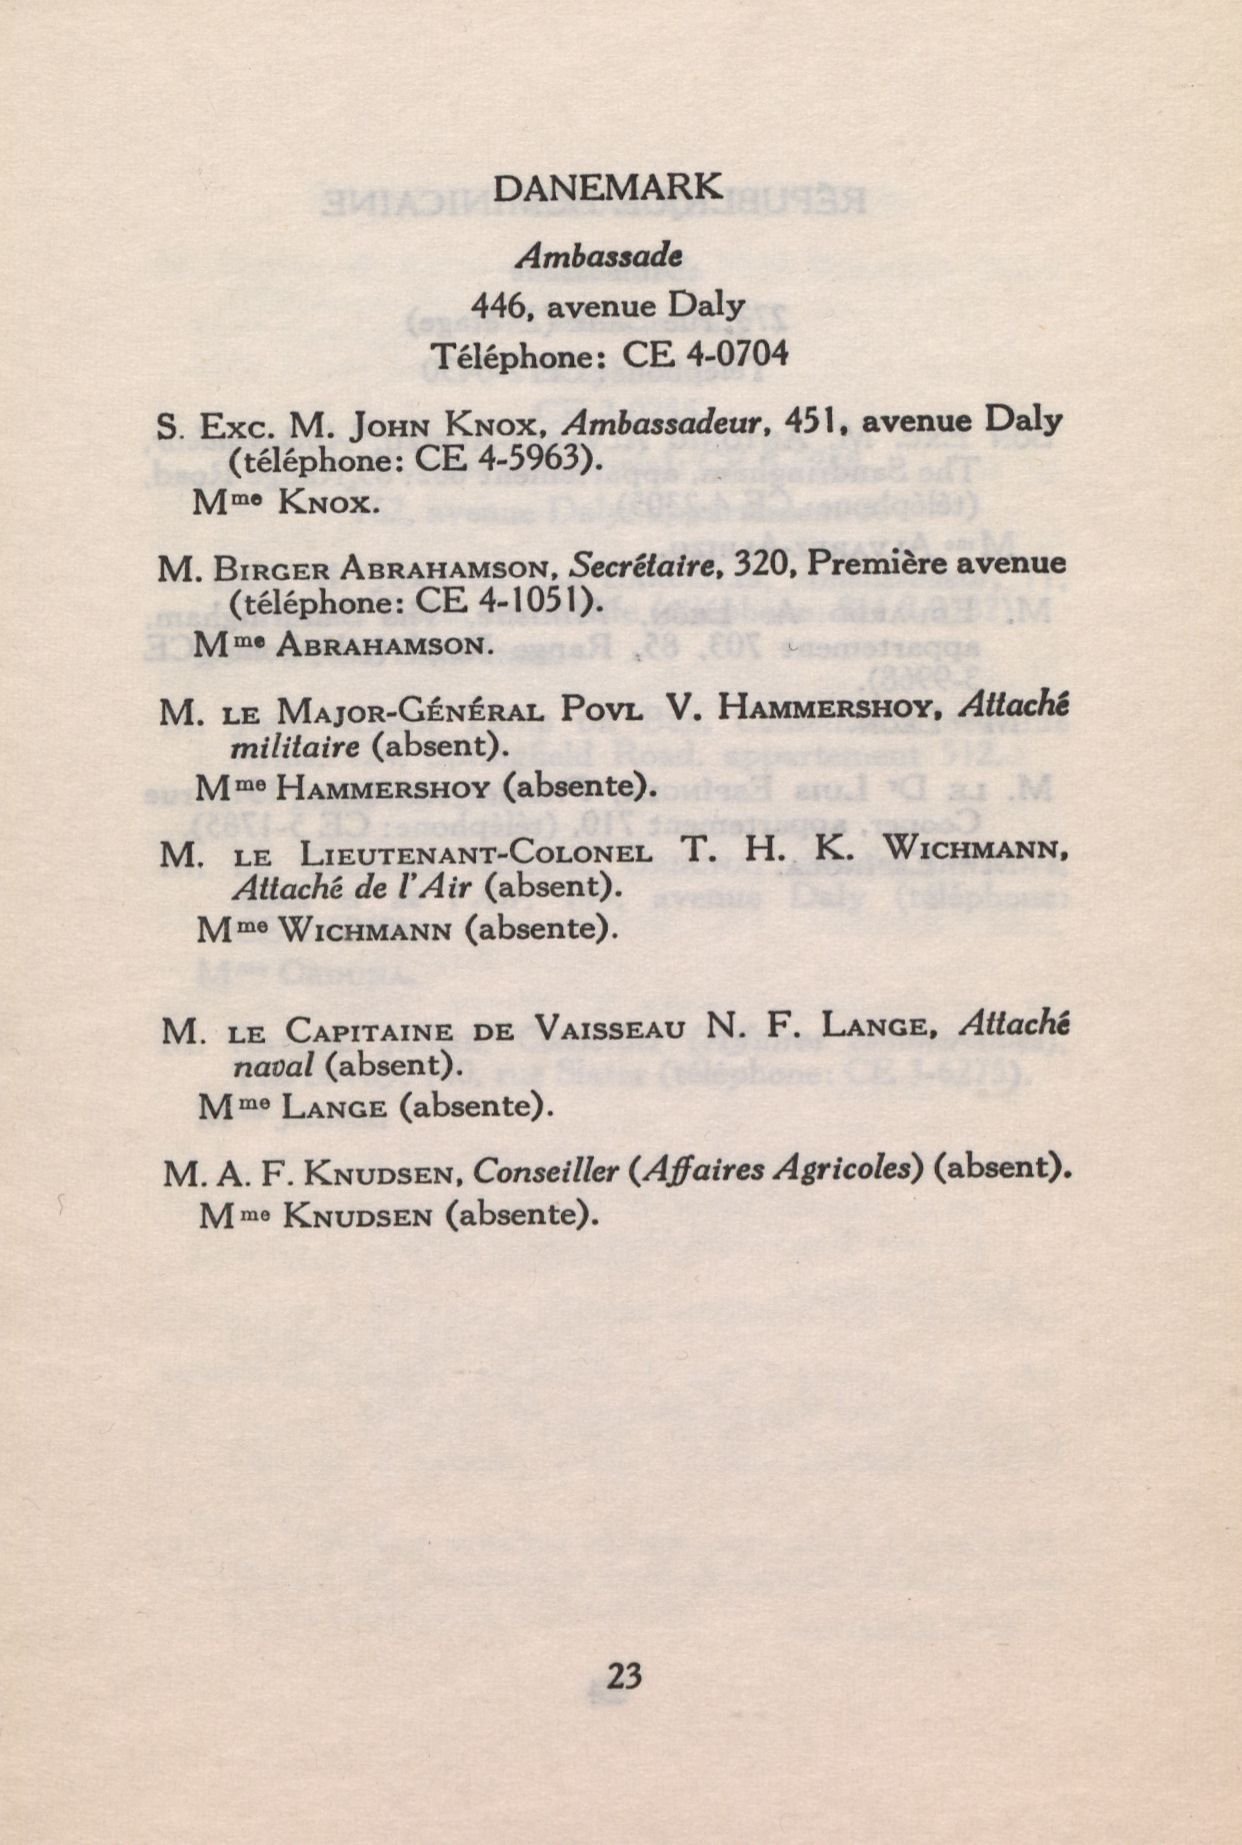 DANEMARK
Ambassade
446, avenue Daly
Téléphone: CE 4-0704
S. Exc. M. John Knox, Ambassadeur, 451, avenue Daly
(téléphone: CE 4-5963).
Mme Knox.
M. Birger Abrahamson, Secrétaire, 320, Première avenue
(téléphone: CE 4-1051).
Mme Abrahamson.
M. le Major-Général Povl V. Hammershoy, Attaché
militaire (absent).
Mme Hammershoy (absente).
M. le Lieutenant-Colonel T. H. K. Wichmann,
Attaché de l'Air (absent).
Mme Wichmann (absente).
M. le Capitaine de Vaisseau N. F. Lange, Attaché
naval (absent).
Mme Lange (absente).
M. A. F. Knudsen, Conseiller (Affaires Agricoles) (absent).
Mme Knudsen (absente).
23